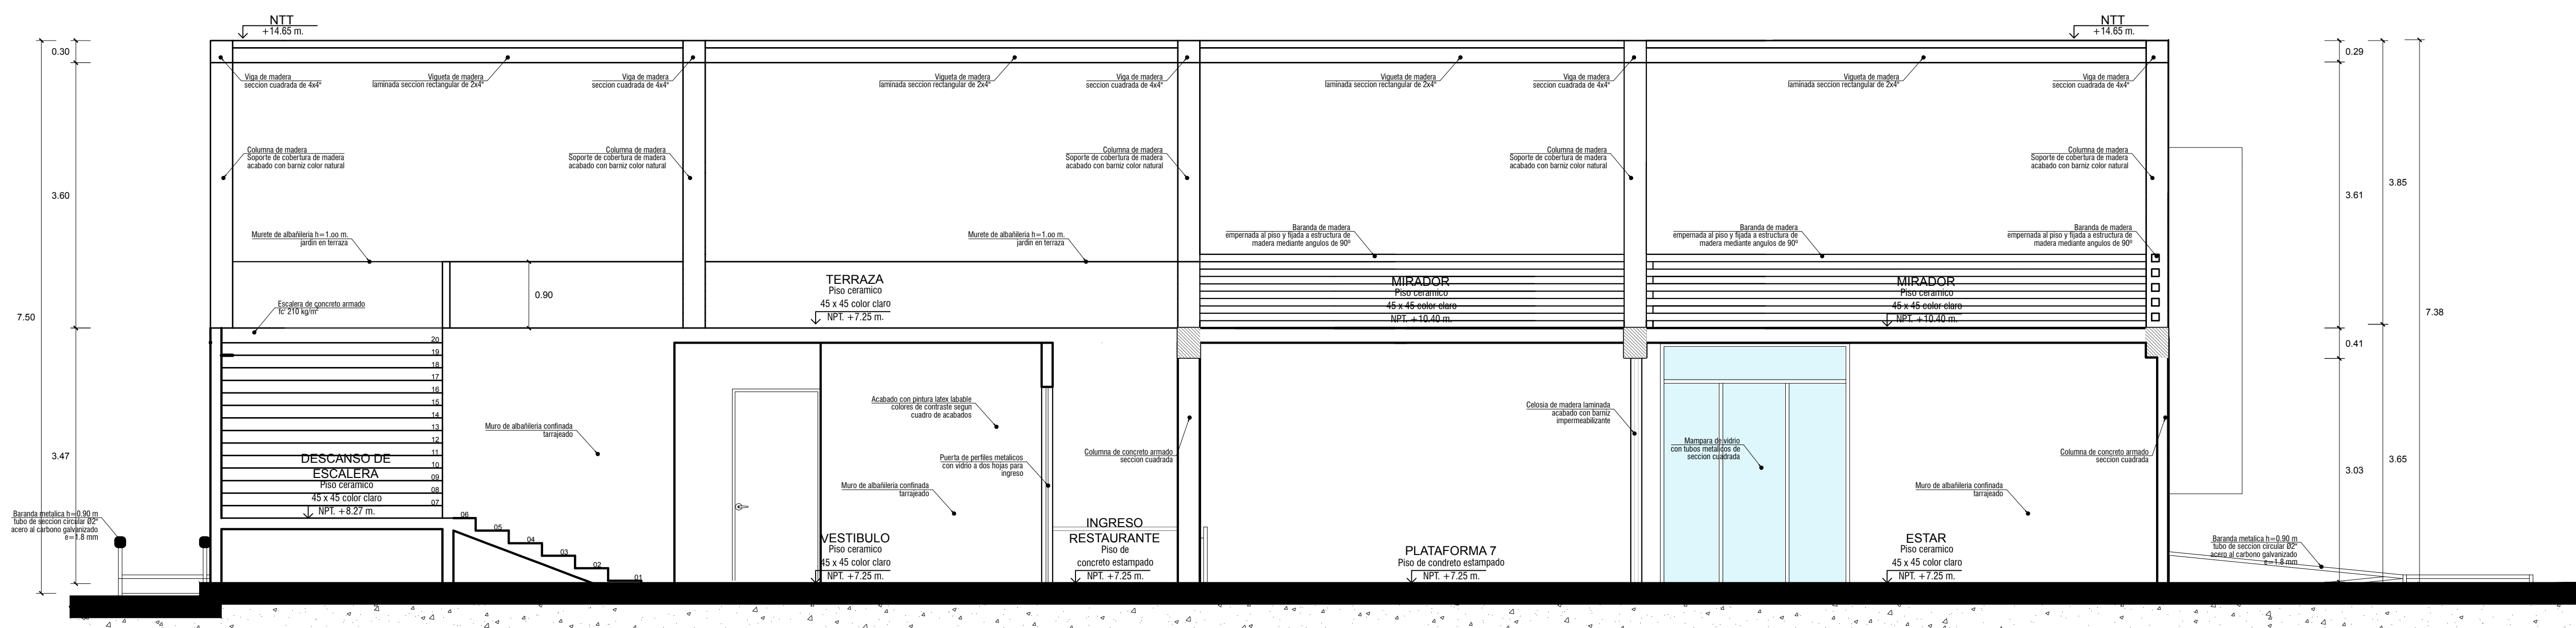 NTT
+14.65 m.
NTT
+14.65 m.
0.30
3.60
7.50
3.47
Viga de madera
seccion cuadrada de 4x4"
Vigueta de madera
laminada seccion rectangular de 2x4"
Viga de madera
seccion cuadrada de 4x4"
Vigueta de madera
laminada seccion rectangular de 2x4"
Viga de madera
seccion cuadrada de 4x4"
Vigueta de madera
laminada seccion rectangular de 2x4"
Viga de madera
seccion cuadrada de 4x4"
Vigueta de madera
laminada seccion rectangular de 2x4"
Viga de madera
seccion cuadrada de 4x4"
0.29
3.61
3.85
7.38
0.41
3.03
3.65
Columna de madera
Soporte de cobertura de madera
acabado con barniz color natural
Columna de madera
Soporte de cobertura de madera
acabado con barniz color natural
Columna de madera
Soporte de cobertura de madera
acabado con barniz color natural
Columna de madera
Soporte de cobertura de madera
acabado con barniz color natural
Columna de madera
Soporte de cobertura de madera
acabado con barniz color natural
Murete de albañileria h=1.oo m.
jardin en terraza
Murete de albañileria h=1.oo m.
jardin en terraza
Baranda de madera
empernada al piso y fijada a estructura de
madera mediante angulos de 90º
Baranda de madera
empernada al piso y fijada a estructura de
madera mediante angulos de 90º
Baranda de madera
empernada al piso y fijada a estructura de
madera mediante angulos de 90º
Escalera de concreto armado
fc 210 kg/m²
0.90
TERRAZA
Piso ceramico
45 x 45 color claro
NPT. +7.25 m.
MIRADOR
Piso ceramico
45 x 45 color claro
NPT. +10.40 m.
MIRADOR
Piso ceramico
45 x 45 color claro
NPT. +10.40 m.
20
19
18
17
16
15
14
13
12
11
10
09
08
07
06
05
04
03
02
01
DESCANSO DE
ESCALERA
Piso ceramico
45 x 45 color claro
NPT. +8.27 m.
Baranda metalica h=0.90 m
tubo de seccion circular Ø2"
acero al carbono galvanizado
e=1.8 mm
Muro de albañileria confinada
tarrajeado
Acabado con pintura latex labable
colores de contraste segun
cuadro de acabados
Puerta de perfiles metalicos
con vidrio a dos hojas para
ingreso
Muro de albañileria confinada
tarrajeado
Columna de concreto armado
seccion cuadrada
Celosia de madera laminada
acabado con barniz
impermeabilizante
Mampara de vidrio
con tubos metalicos de
seccion cuadrada
Columna de concreto armado
seccion cuadrada
Muro de albañileria confinada
tarrajeado
VESTIBULO
Piso ceramico
45 x 45 color claro
NPT. +7.25 m.
INGRESO
RESTAURANTE
Piso de
concreto estampado
NPT. +7.25 m.
PLATAFORMA 7
Piso de condreto estampado
NPT. +7.25 m.
ESTAR
Piso ceramico
45 x 45 color claro
NPT. +7.25 m.
Baranda metalica h=0.90 m
tubo de seccion circular Ø2"
acero al carbono galvanizado
e=1.8 mm